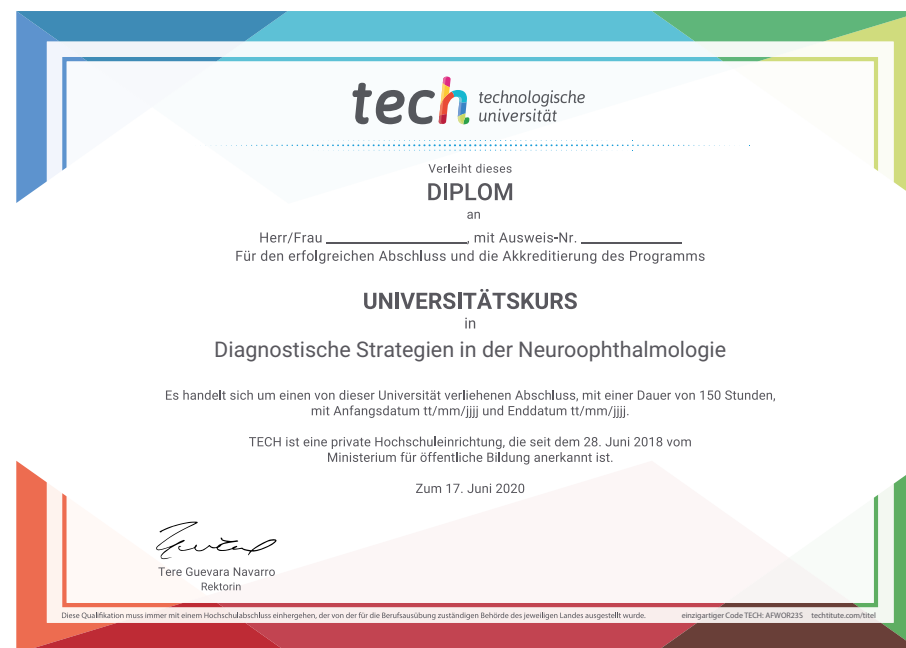 tech technologische
universität
Verleiht dieses
DIPLOM
an
Herr/Frau ____________________, mit Ausweis-Nr. ______________
Für den erfolgreichen Abschluss und die Akkreditierung des Programms
UNIVERSITÄTSKURS
in
Diagnostische Strategien in der Neuroophthalmologie
Es handelt sich um einen von dieser Universität verliehenen Abschluss, mit einer Dauer von 150 Stunden,
mit Anfangsdatum tt/mm/jjjj und Enddatum tt/mm/jjjj.
TECH ist eine private Hochschuleinrichtung, die seit dem 28. Juni 2018 vom
Ministerium für öffentliche Bildung anerkannt ist.
Zum 17. Juni 2020
Tere Guevara Navarro
Rektorin
Diese Qualifikation muss immer mit einem Hochschulabschluss einhergehen, der von der für die Berufsausübung zuständigen Behörde des jeweiligen Landes ausgestellt wurde. einzigartiger Code TECH: AFWOR23S techtitute.com/titel